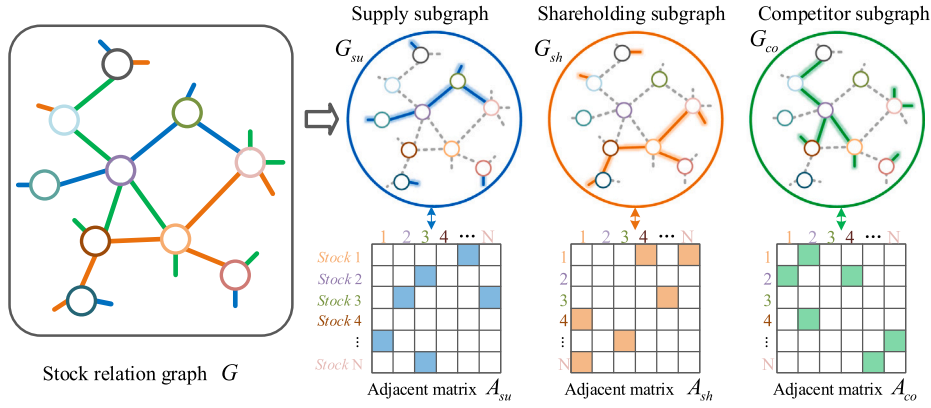 Supply subgraph
Shareholding subgraph
Competitor subgraph
G_su
G_sh
G_co
1 2 3 4 ··· N
1 2 3 4 ··· N
1 2 3 4 ··· N
Stock 1
Stock 2
Stock 3
Stock 4
⋮
Stock N
1
2
3
4
⋮
N
1
2
3
4
⋮
N
Stock relation graph G
Adjacent matrix A_su
Adjacent matrix A_sh
Adjacent matrix A_co